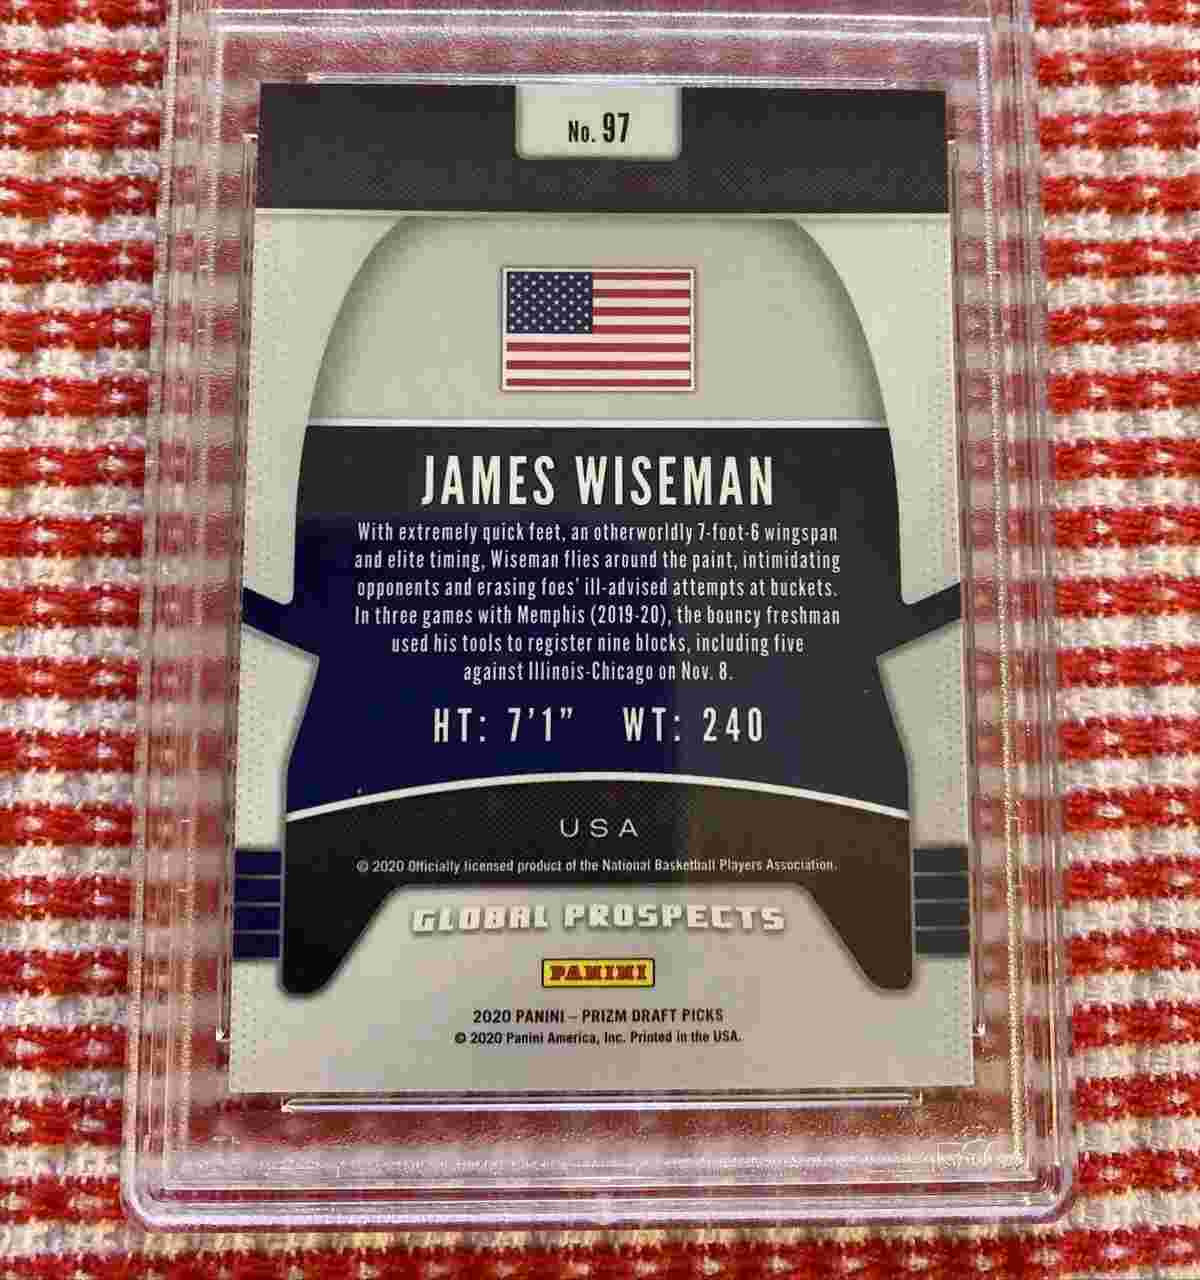 No. 97
JAMES WISEMAN
With extremely quick feet, an otherworldly 7-foot-6 wingspan
and elite timing, Wiseman flies around the paint, intimidating
opponents and erasing foes' ill-advised attempts at buckets.
In three games with Memphis (2019-20), the bouncy freshman
used his tools to register nine blocks, including five
against Illinois-Chicago on Nov. 8.
HT: 7'1" WT: 240
USA
© 2020 Officially licensed product of the National Basketball Players Association.
GLOBAL PROSPECTS
PANINI
2020 PANINI – PRIZM DRAFT PICKS
© 2020 Panini America, Inc. Printed in the USA.